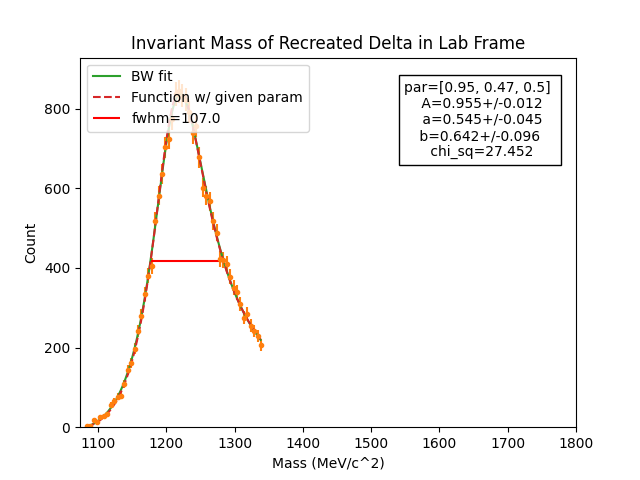 Invariant Mass of Recreated Delta in Lab Frame
BW fit
Function w/ given param
fwhm=107.0
par=[0.95, 0.47, 0.5]
A=0.955+/-0.012
a=0.545+/-0.045
b=0.642+/-0.096
chi_sq=27.452
Count
800
600
400
200
0
1100 1200 1300 1400 1500 1600 1700 1800
Mass (MeV/c^2)